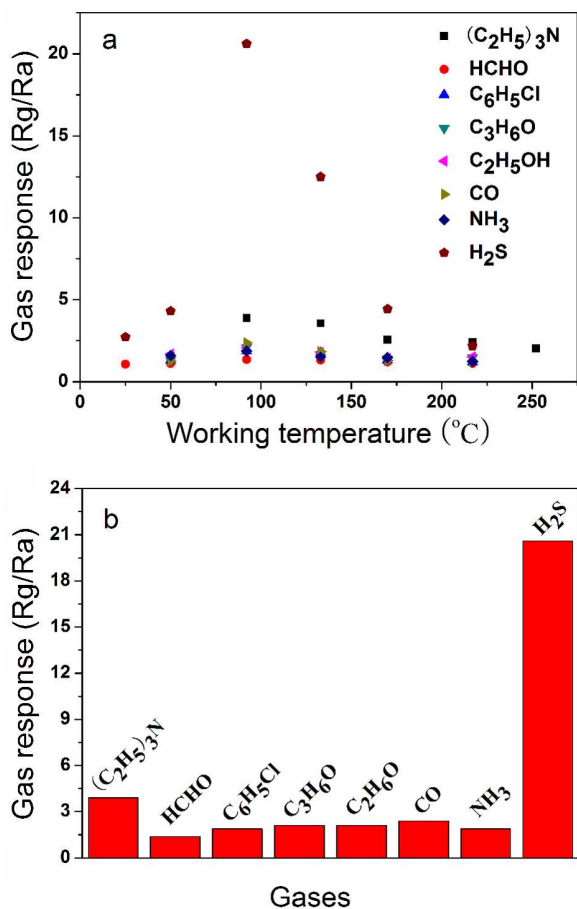 a
Gas response (Rg/Ra)
20
15
10
5
0
(C2H5)3N
HCHO
C6H5Cl
C3H6O
C2H5OH
CO
NH3
H2S
0 50 100 150 200 250
Working temperature (°C)
b
Gas response (Rg/Ra)
24
21
18
15
12
9
6
3
0
(C2H5)3N
HCHO
C6H5Cl
C3H6O
C2H6O
CO
NH3
H2S
Gases